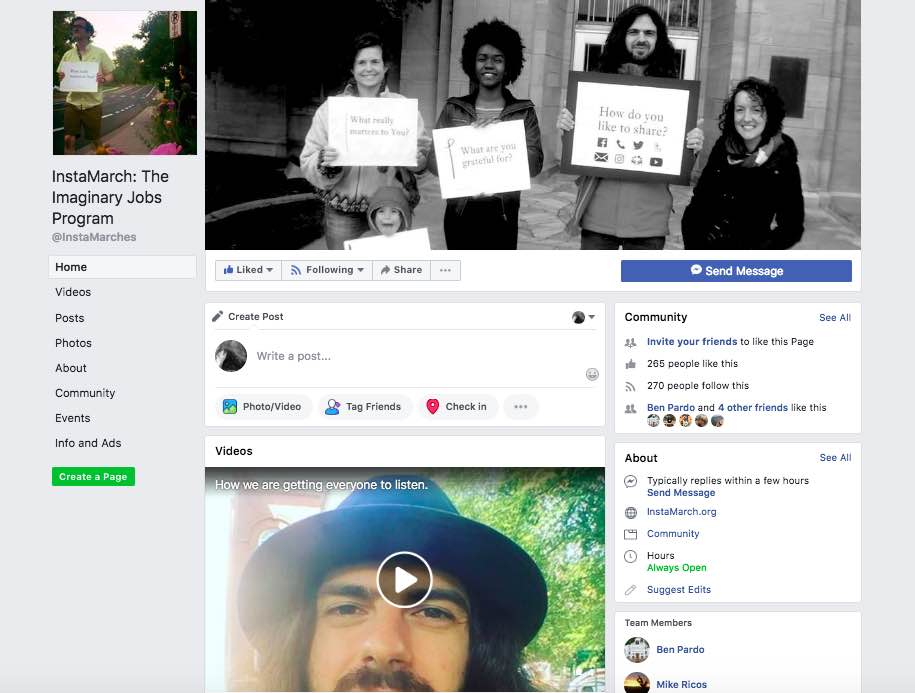 InstaMarch: The
Imaginary Jobs
Program
@InstaMarches
Home
Videos
Posts
Photos
About
Community
Events
Info and Ads
Create a Page
What really
matters to You?
What are you
grateful for?
How do you
like to share?
Liked
Following
Share
Send Message
Create Post
Write a post...
Photo/Video
Tag Friends
Check in
Videos
How we are getting everyone to listen.
Community
See All
Invite your friends to like this Page
265 people like this
270 people follow this
Ben Pardo and 4 other friends like this
About
See All
Typically replies within a few hours
Send Message
InstaMarch.org
Community
Hours
Always Open
Suggest Edits
Team Members
Ben Pardo
Mike Ricos